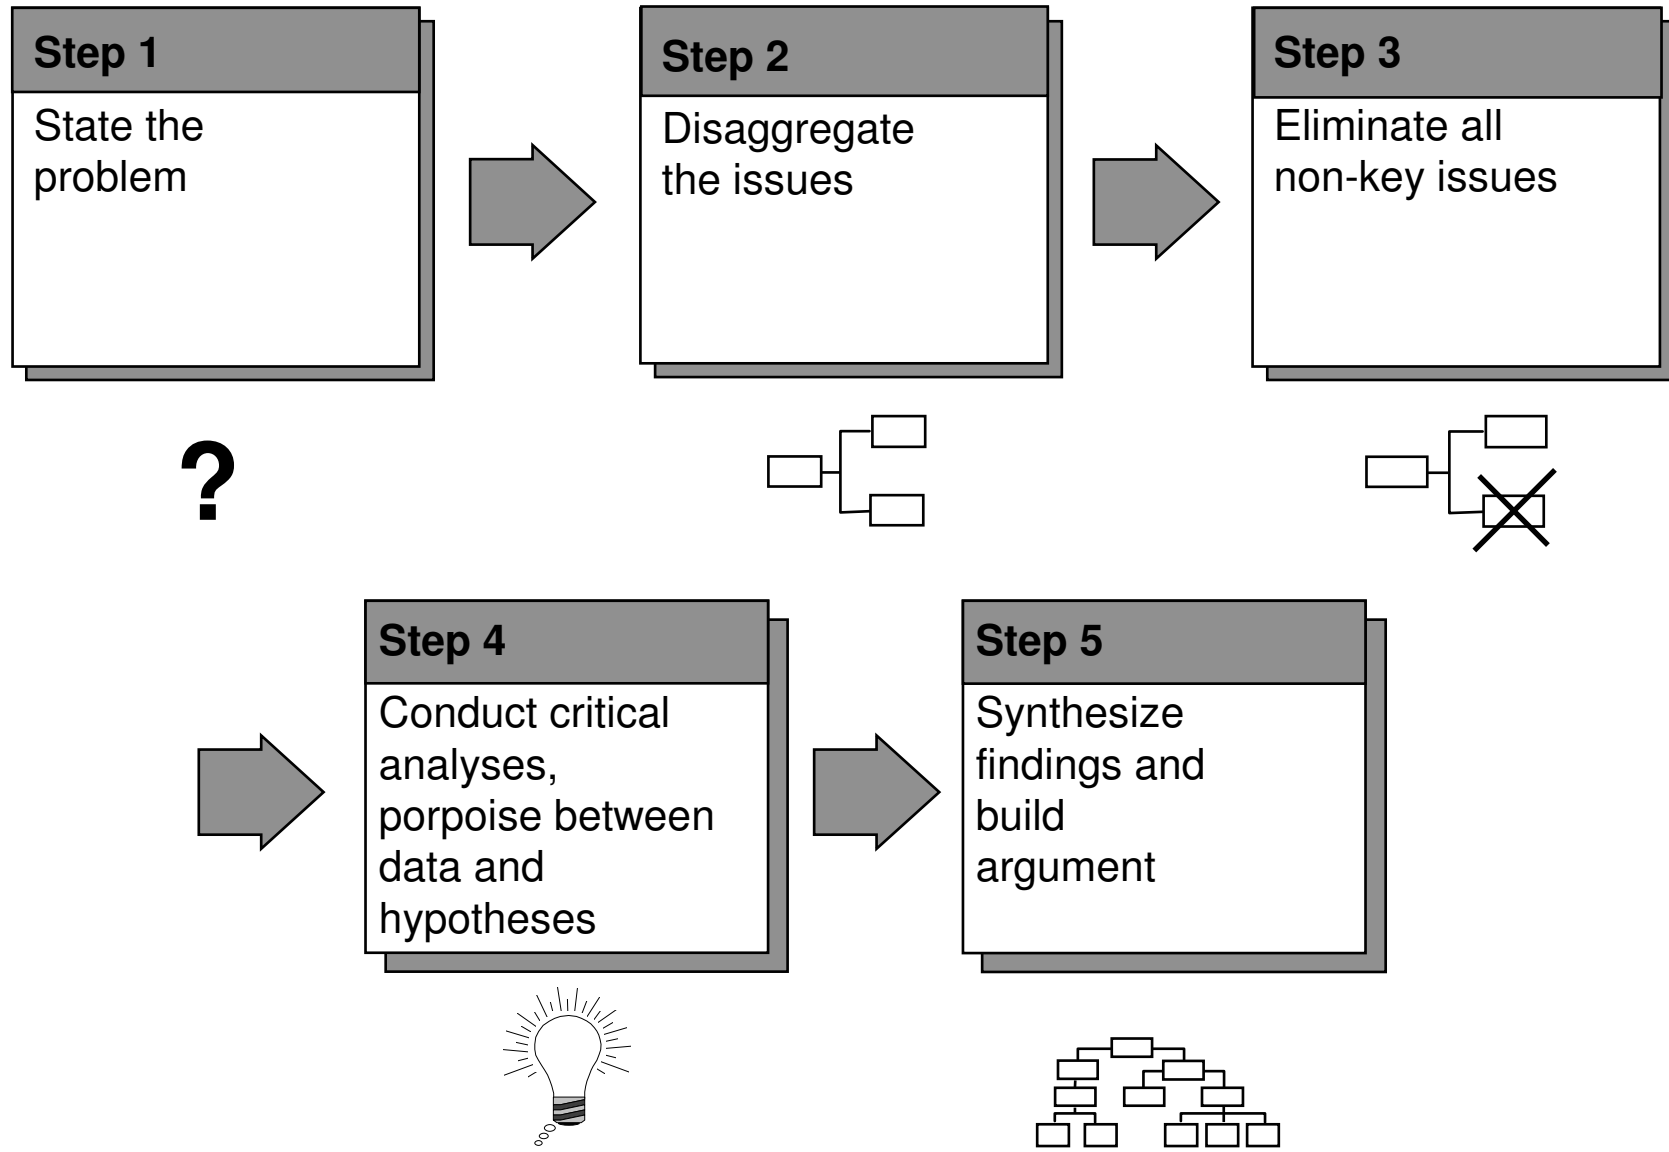 Step 1
State the
problem
Step 2
Disaggregate
the issues
Step 3
Eliminate all
non-key issues
?
Step 4
Conduct critical
analyses,
porpoise between
data and
hypotheses
Step 5
Synthesize
findings and
build
argument